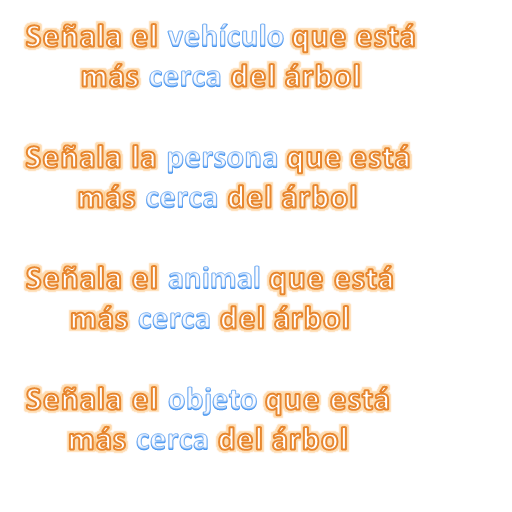 Señala el vehículo que está
más cerca del árbol
Señala la persona que está
más cerca del árbol
Señala el animal que está
más cerca del árbol
Señala el objeto que está
más cerca del árbol